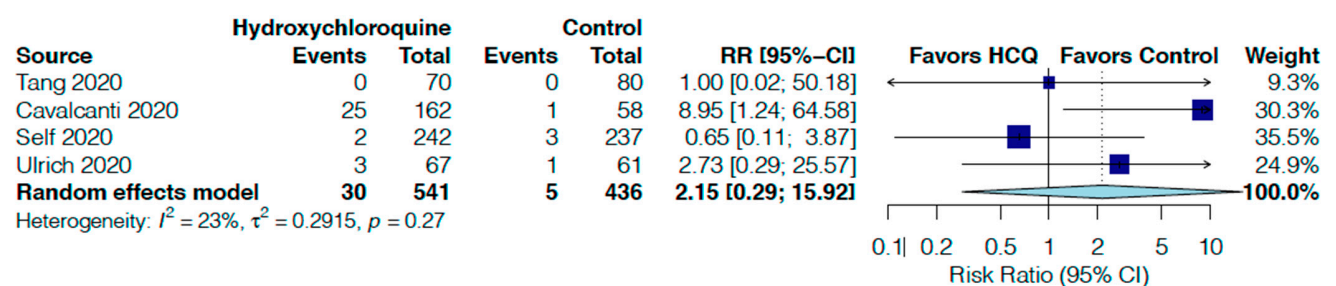 Hydroxychloroquine Control
Source Events Total Events Total RR [95%−CI] Favors HCQ Favors Control Weight
Tang 2020 0 70 0 80 1.00 [0.02; 50.18] 9.3%
Cavalcanti 2020 25 162 1 58 8.95 [1.24; 64.58] 30.3%
Self 2020 2 242 3 237 0.65 [0.11; 3.87] 35.5%
Ulrich 2020 3 67 1 61 2.73 [0.29; 25.57] 24.9%
Random effects model 30 541 5 436 2.15 [0.29; 15.92] 100.0%
Heterogeneity: I² = 23%, τ² = 0.2915, p = 0.27
0.1 0.2 0.5 1 2 5 10
Risk Ratio (95% CI)